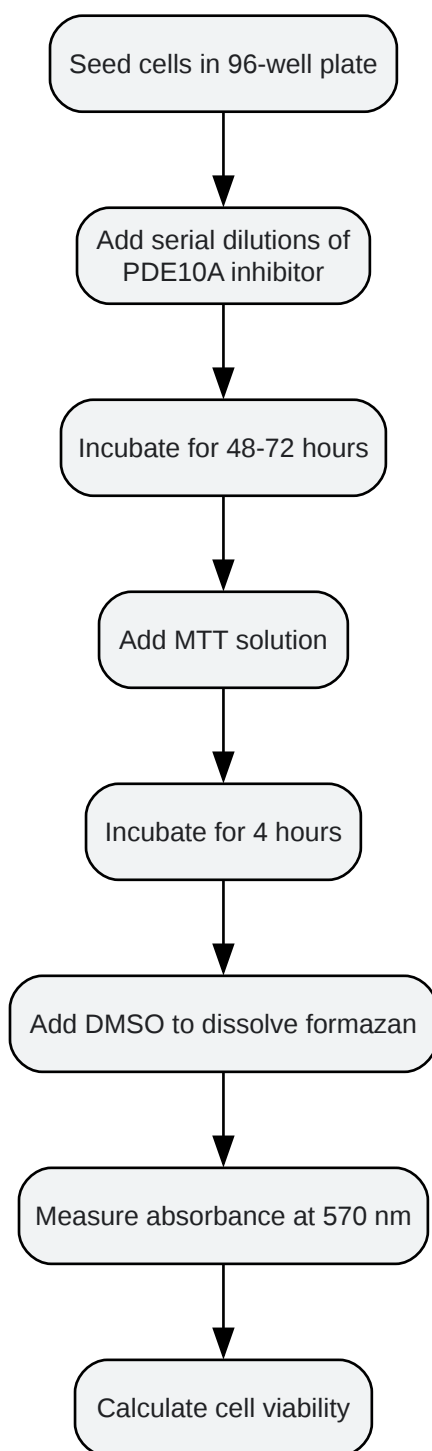 Seed cells in 96-well plate
Add serial dilutions of
PDE10A inhibitor
Incubate for 48-72 hours
Add MTT solution
Incubate for 4 hours
Add DMSO to dissolve formazan
Measure absorbance at 570 nm
Calculate cell viability